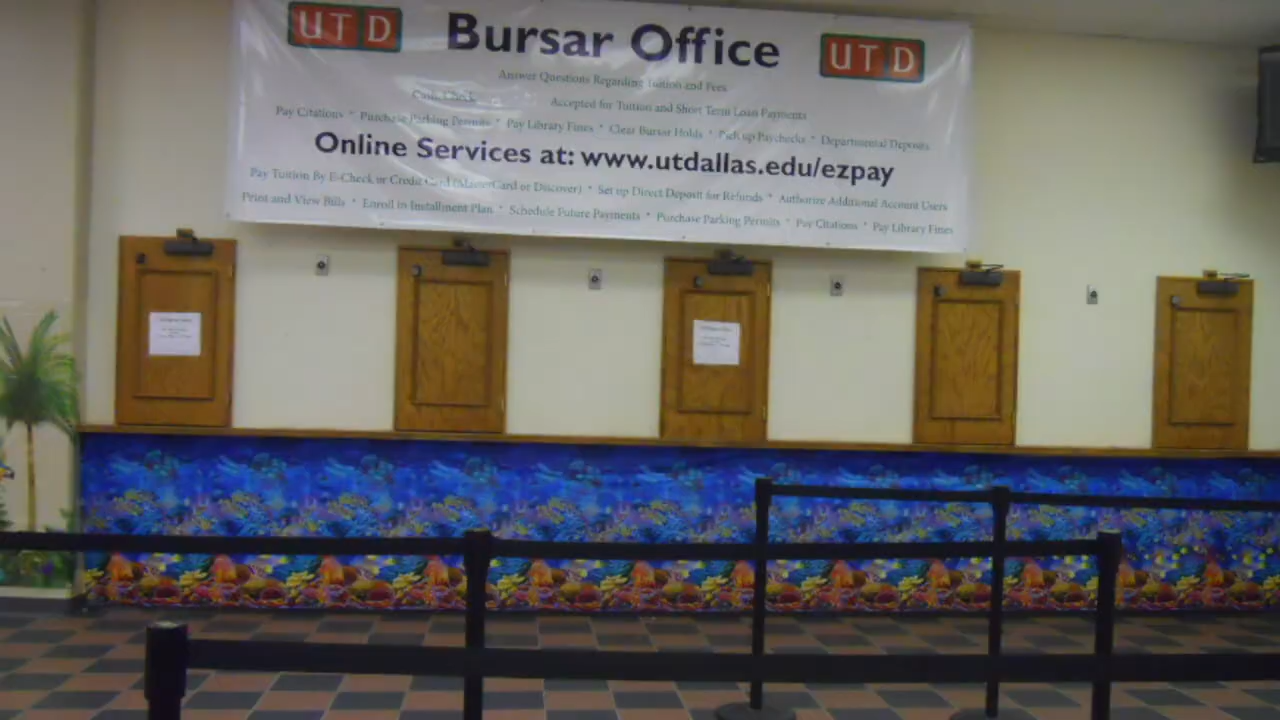 UTD Bursar Office UTD
Answer Questions Regarding Tuition and Fees
Cash, Check Accepted for Tuition and Short Term Loan Payments
Pay Citations * Purchase Parking Permits * Pay Library Fines * Clear Bursar Holds * Pick up Paychecks * Departmental Deposits
Online Services at: www.utdallas.edu/ezpay
Pay Tuition By E-Check or Credit Card (MasterCard or Discover) * Set up Direct Deposit for Refunds * Authorize Additional Account Users
Print and View Bills * Enroll in Installment Plan * Schedule Future Payments * Purchase Parking Permits * Pay Citations * Pay Library Fines